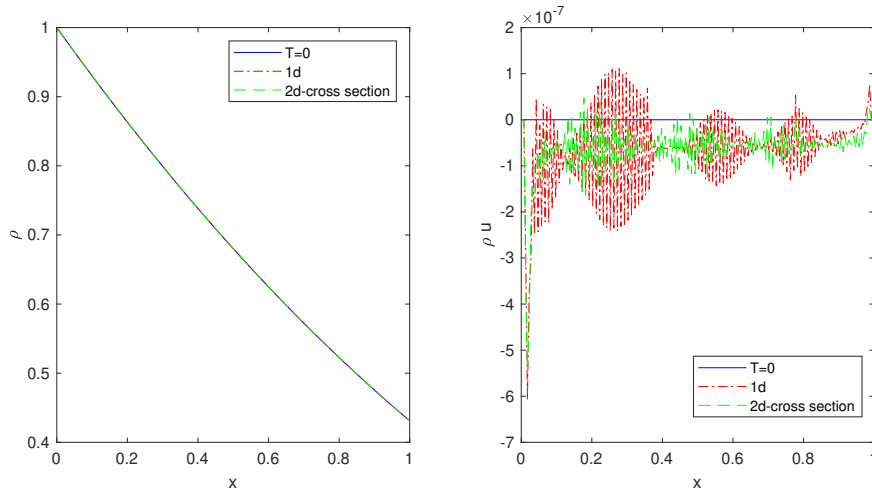 1
0.9
0.8
0.7
0.6
0.5
0.4
ρ
0 0.2 0.4 0.6 0.8 1
x
T=0
1d
2d-cross section
×10⁻⁷
2
1
0
-1
-2
-3
-4
-5
-6
-7
ρ u
0 0.2 0.4 0.6 0.8 1
x
T=0
1d
2d-cross section